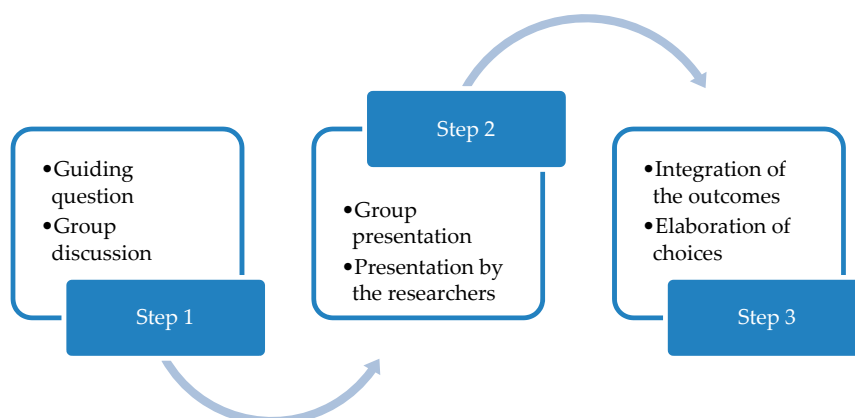 •Guiding
question
•Group
discussion
Step 1
Step 2
•Group
presentation
•Presentation by
the researchers
•Integration of
the outcomes
•Elaboration of
choices
Step 3